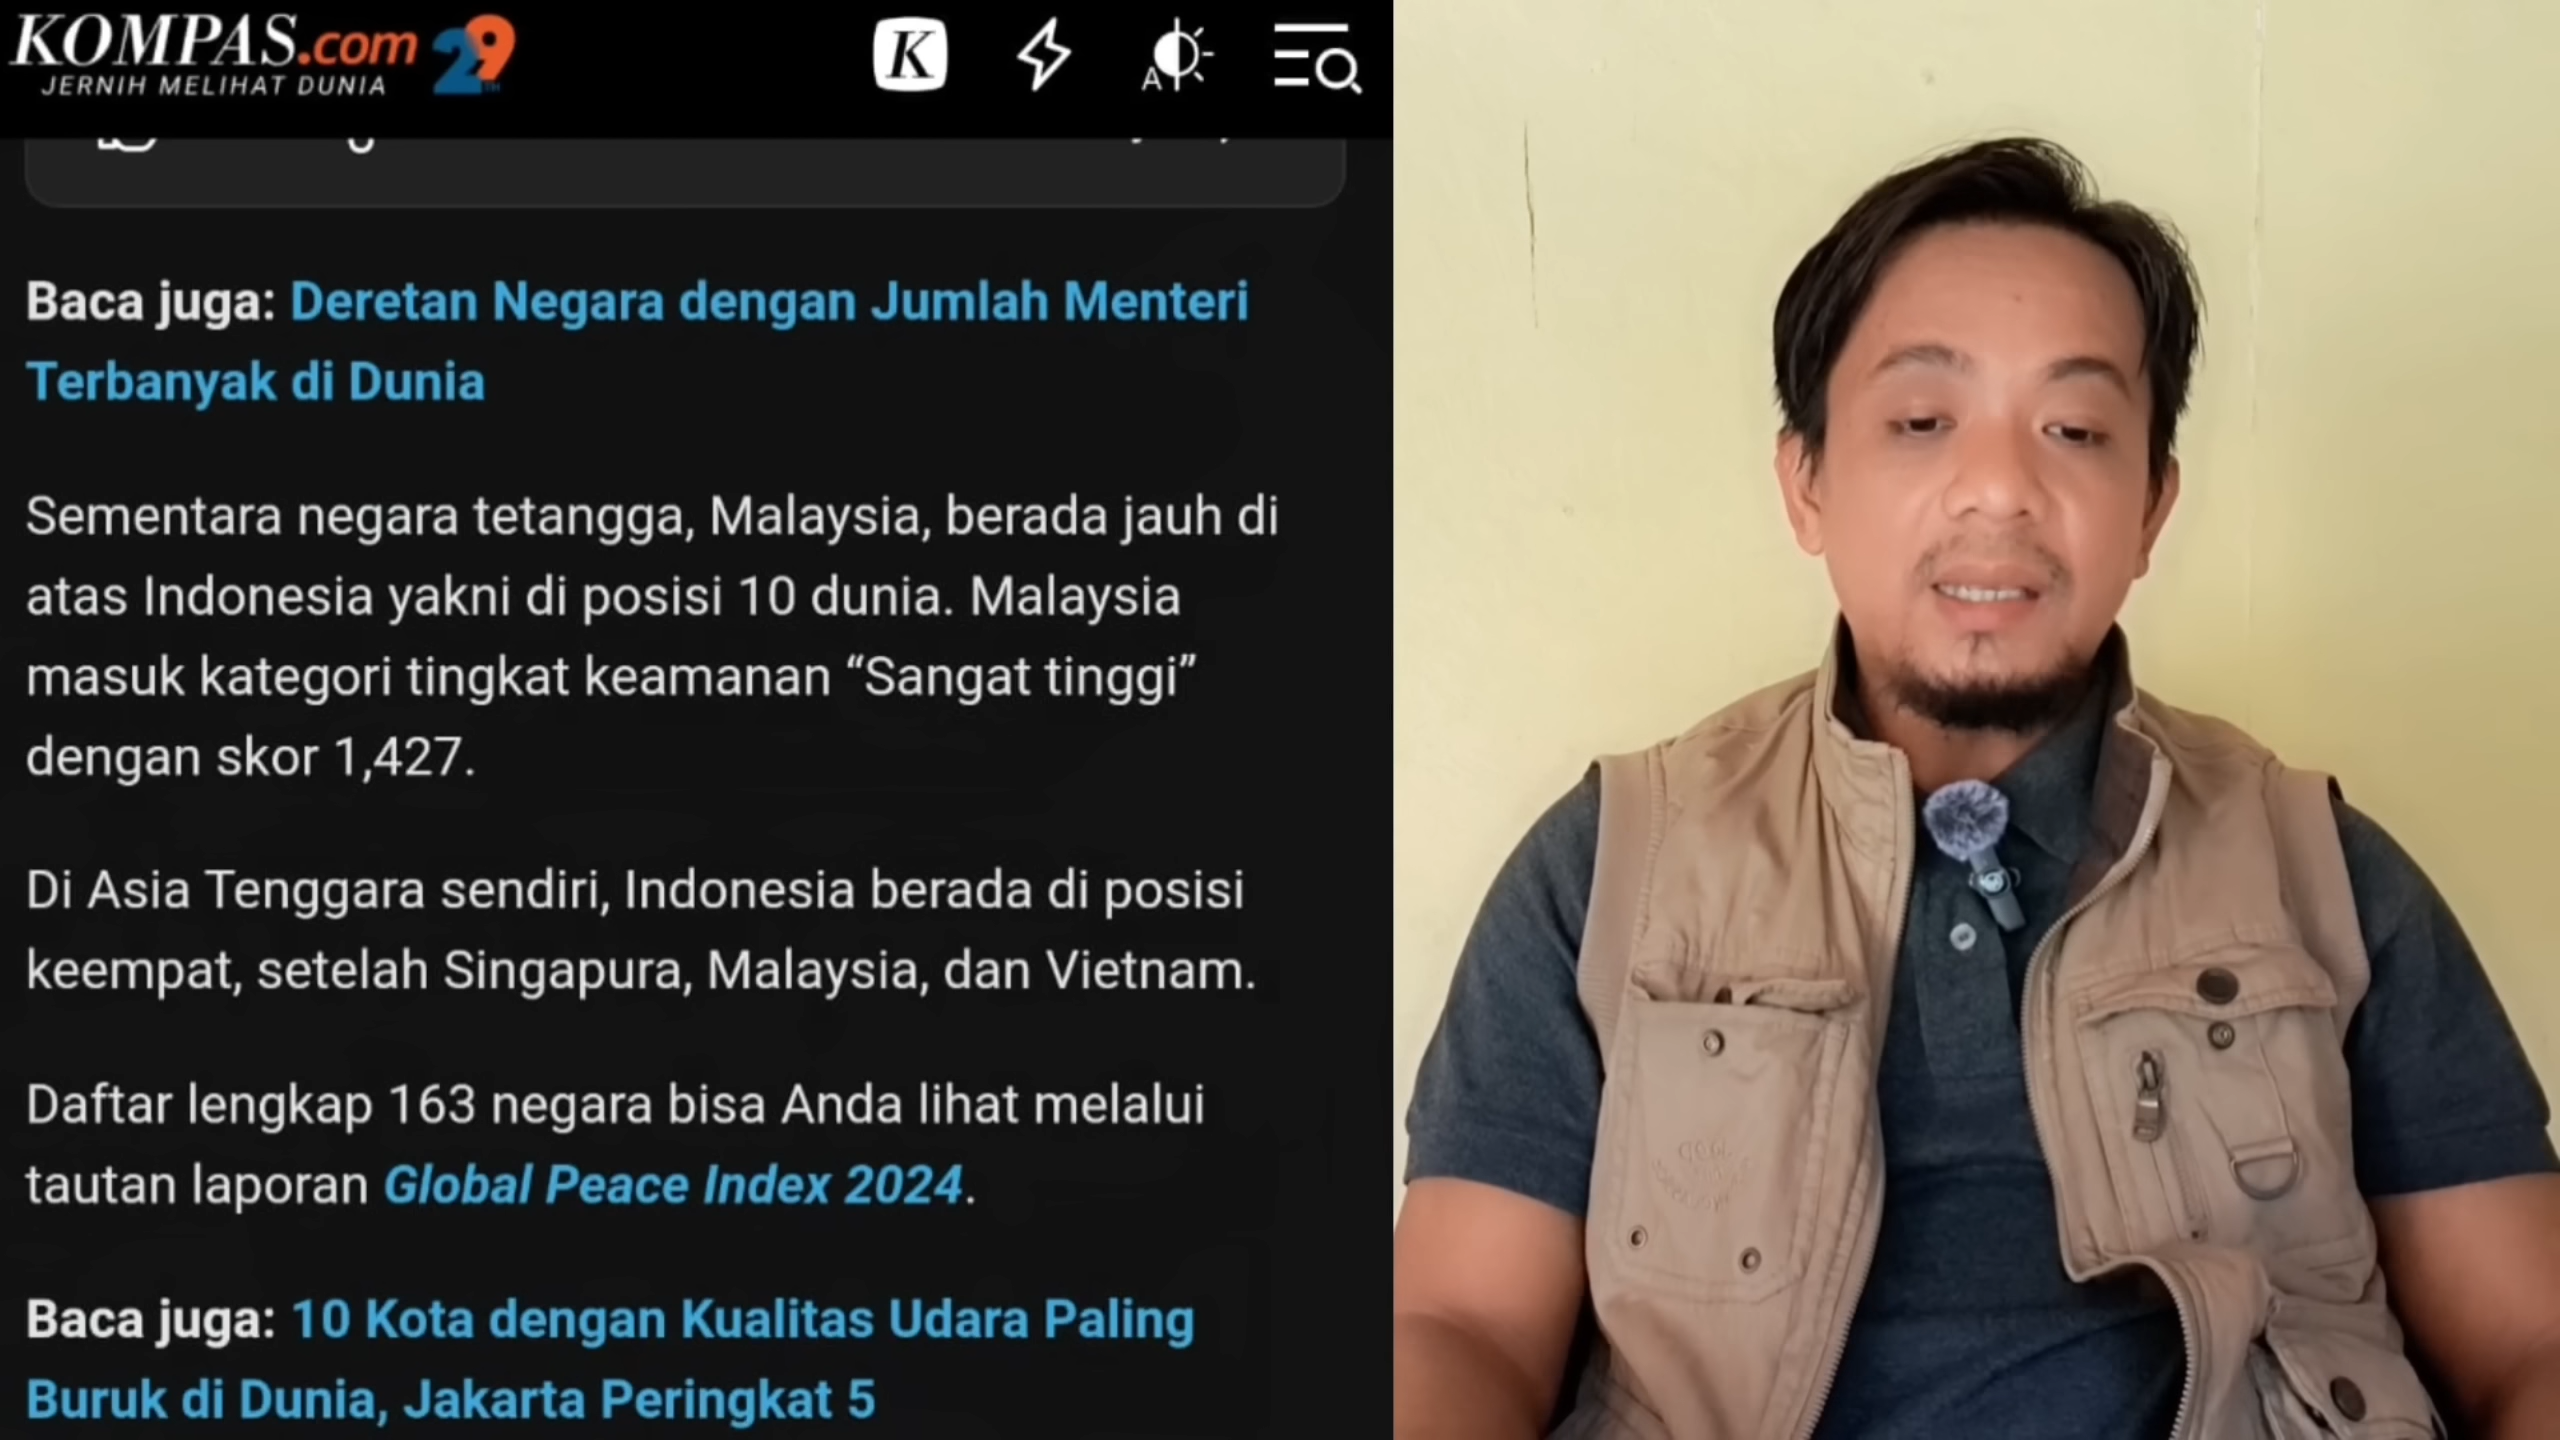 KOMPAS.com 29TH
JERNIH MELIHAT DUNIA
K
A
Baca juga: Deretan Negara dengan Jumlah Menteri
Terbanyak di Dunia
Sementara negara tetangga, Malaysia, berada jauh di
atas Indonesia yakni di posisi 10 dunia. Malaysia
masuk kategori tingkat keamanan “Sangat tinggi”
dengan skor 1,427.
Di Asia Tenggara sendiri, Indonesia berada di posisi
keempat, setelah Singapura, Malaysia, dan Vietnam.
Daftar lengkap 163 negara bisa Anda lihat melalui
tautan laporan Global Peace Index 2024.
Baca juga: 10 Kota dengan Kualitas Udara Paling
Buruk di Dunia, Jakarta Peringkat 5